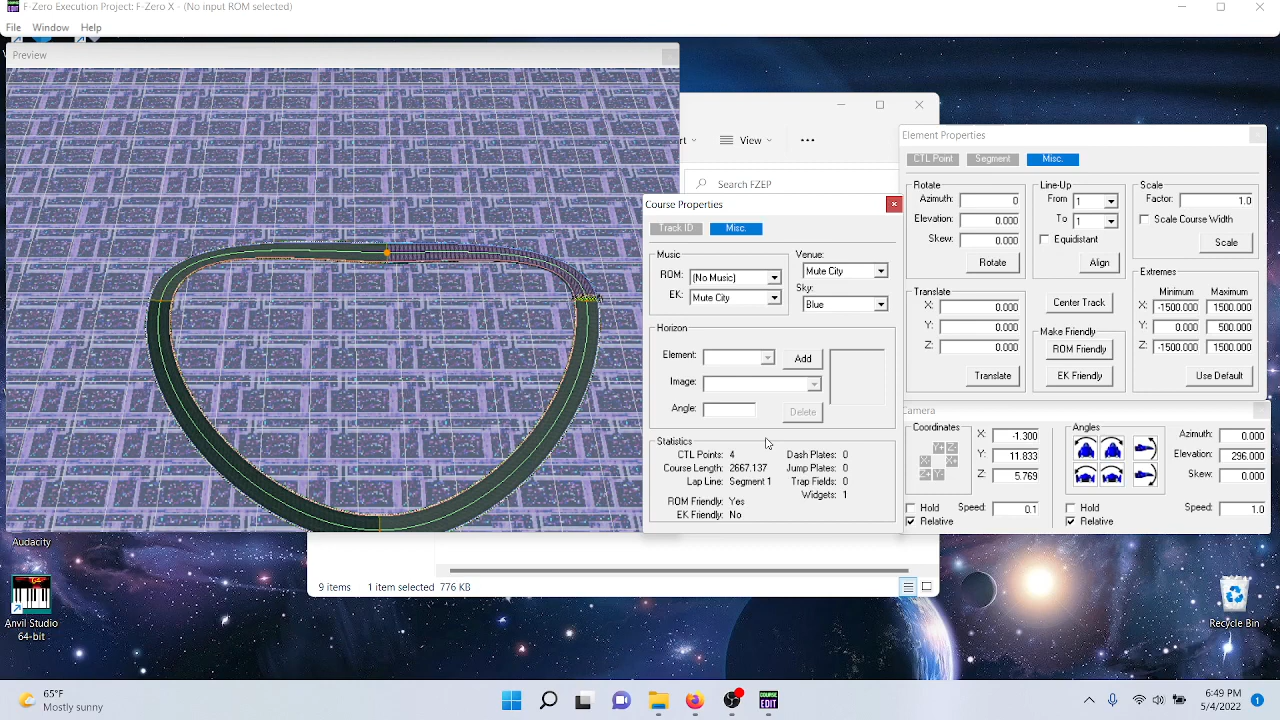 F-Zero Execution Project: F-Zero X - (No input ROM selected)
File Window Help
Preview
View
Search FZEP
Course Properties
Track ID Misc.
Music
ROM: (No Music)
EK: Mute City
Venue:
Mute City
Sky:
Blue
Horizon
Element:
Add
Image:
Angle:
Delete
Statistics
CTL Points: 4
Course Length: 2667.137
Lap Line: Segment 1
ROM Friendly: Yes
EK Friendly: No
Dash Plates: 0
Jump Plates: 0
Trap Fields: 0
Widgets: 1
Element Properties
CTL Point Segment Misc.
Rotate
Azimuth: 0
Elevation: 0.000
Skew: 0.000
Rotate
Line-Up
From 1
To 1
Equidistant
Align
Scale
Factor: 1.0
Scale Course Width
Scale
Translate
X: 0.000
Y: 0.000
Z: 0.000
Translate
Center Track
Make Friendly
ROM Friendly
EK Friendly
Extremes
Minimum Maximum
X: -1500.000 1500.000
Y: 0.000 500.000
Z: -1500.000 1500.000
Use Default
Camera
Coordinates
Y+ Z-
X- X+
Z+ Y-
X: -1.300
Y: 11.833
Z: 5.769
Hold
Relative
Speed: 0.1
Angles
Azimuth: 0.000
Elevation: 296.000
Skew: 0.000
Hold
Relative
Speed: 1.0
9 items 1 item selected 776 KB
Audacity
Anvil Studio
64-bit
COURSE
EDIT
Recycle Bin
65°F
Mostly sunny
6:49 PM
5/4/2022
1